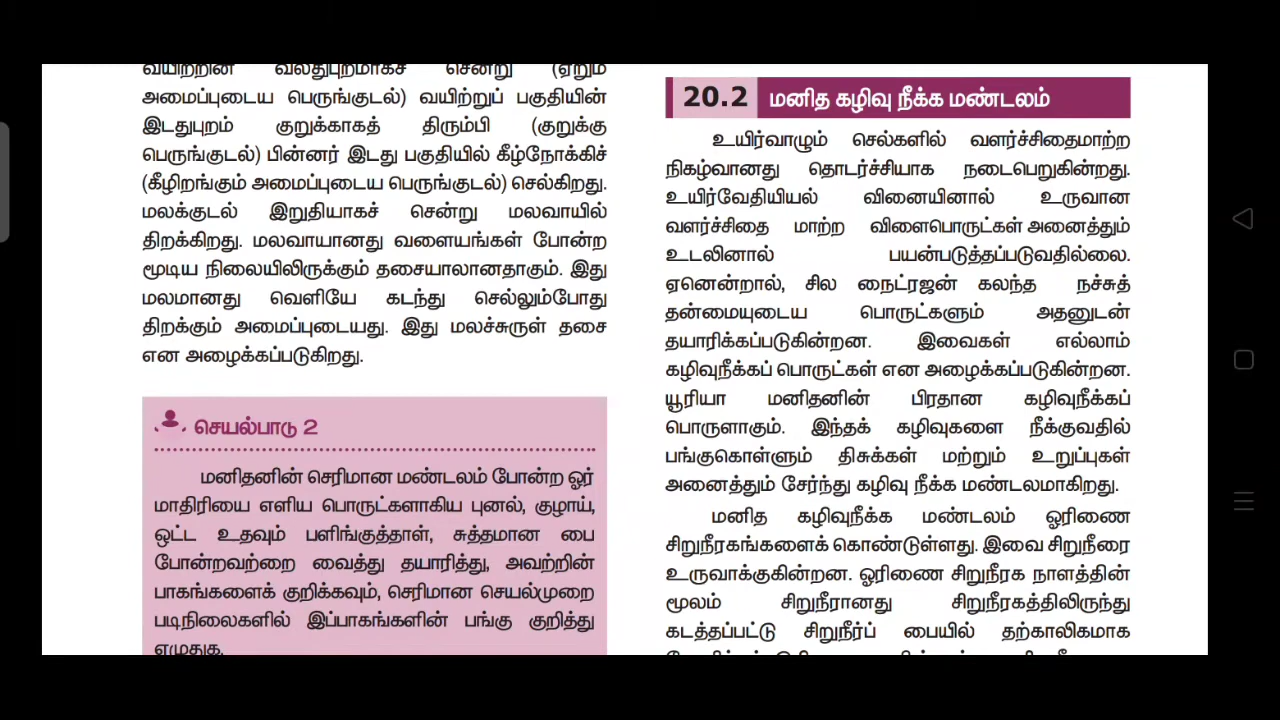 வயிற்றின் வலதுபுறமாகச் சென்று (ஏறும்
அமைப்புடைய பெருங்குடல்) வயிற்றுப் பகுதியின்
இடதுபுறம் குறுக்காகத் திரும்பி (குறுக்கு
பெருங்குடல்) பின்னர் இடது பகுதியில் கீழ்நோக்கிச்
(கீழிறங்கும் அமைப்புடைய பெருங்குடல்) செல்கிறது.
மலக்குடல் இறுதியாகச் சென்று மலவாயில்
திறக்கிறது. மலவாயானது வளையங்கள் போன்ற
மூடிய நிலையிலிருக்கும் தசையாலானதாகும். இது
மலமானது வெளியே கடந்து செல்லும்போது
திறக்கும் அமைப்புடையது. இது மலச்சுருள் தசை
என அழைக்கப்படுகிறது.
செயல்பாடு 2
மனிதனின் செரிமான மண்டலம் போன்ற ஓர்
மாதிரியை எளிய பொருட்களாகிய புனல், குழாய்,
ஒட்ட உதவும் பளிங்குத்தாள், சுத்தமான பை
போன்றவற்றை வைத்து தயாரித்து, அவற்றின்
பாகங்களைக் குறிக்கவும், செரிமான செயல்முறை
படிநிலைகளில் இப்பாகங்களின் பங்கு குறித்து
எழுதுக.
20.2 மனித கழிவு நீக்க மண்டலம்
உயிர்வாழும் செல்களில் வளர்ச்சிதைமாற்ற
நிகழ்வானது தொடர்ச்சியாக நடைபெறுகின்றது.
உயிர்வேதியியல் வினையினால் உருவான
வளர்ச்சிதை மாற்ற விளைபொருட்கள் அனைத்தும்
உடலினால் பயன்படுத்தப்படுவதில்லை.
ஏனென்றால், சில நைட்ரஜன் கலந்த நச்சுத்
தன்மையுடைய பொருட்களும் அதனுடன்
தயாரிக்கப்படுகின்றன. இவைகள் எல்லாம்
கழிவுநீக்கப் பொருட்கள் என அழைக்கப்படுகின்றன.
யூரியா மனிதனின் பிரதான கழிவுநீக்கப்
பொருளாகும். இந்தக் கழிவுகளை நீக்குவதில்
பங்குகொள்ளும் திசுக்கள் மற்றும் உறுப்புகள்
அனைத்தும் சேர்ந்து கழிவு நீக்க மண்டலமாகிறது.
மனித கழிவுநீக்க மண்டலம் ஓரிணை
சிறுநீரகங்களைக் கொண்டுள்ளது. இவை சிறுநீரை
உருவாக்குகின்றன. ஓரிணை சிறுநீரக நாளத்தின்
மூலம் சிறுநீரானது சிறுநீரகத்திலிருந்து
கடத்தப்பட்டு சிறுநீர்ப் பையில் தற்காலிகமாக